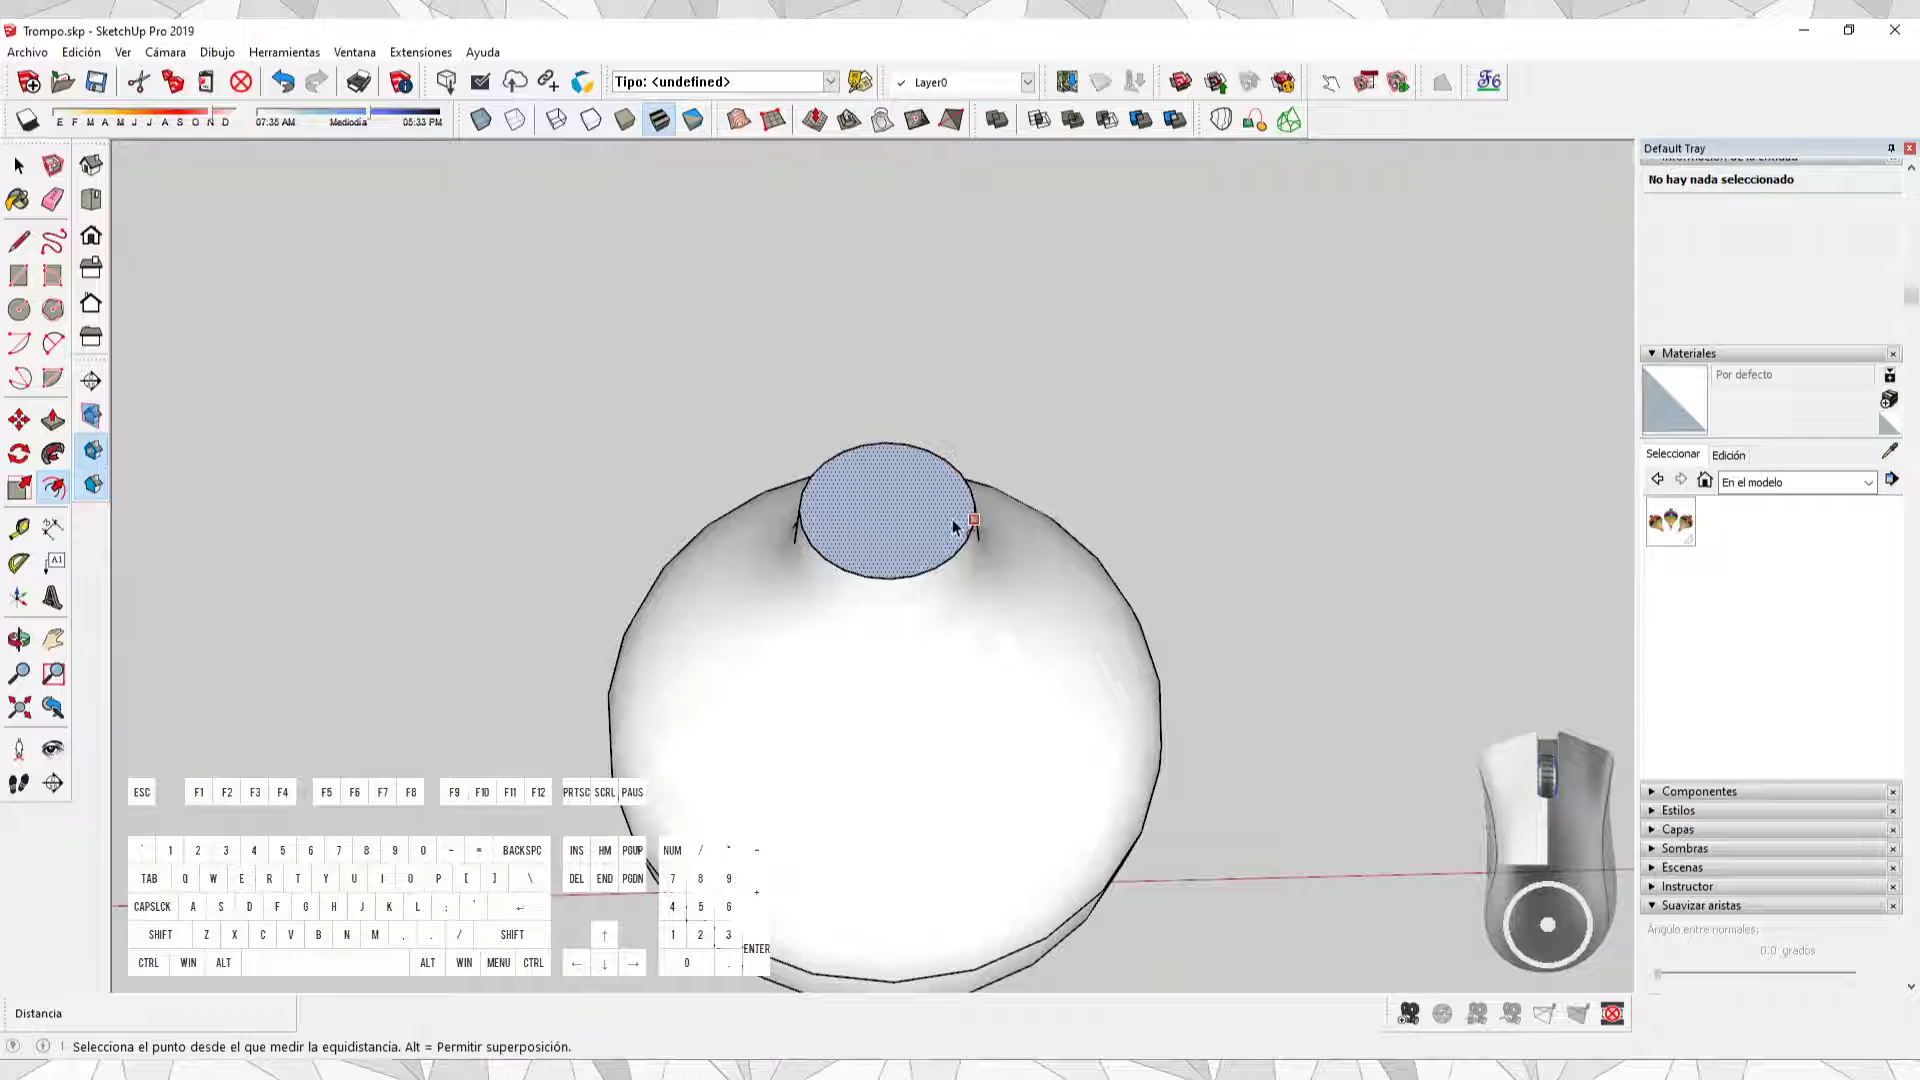 Trompo.skp - SketchUp Pro 2019
Archivo Edición Ver Cámara Dibujo Herramientas Ventana Extensiones Ayuda
Tipo: <undefined>
Layer0
E F M A M J J A S O N D
07:35 AM Mediodía 05:33 PM
Default Tray
No hay nada seleccionado
Materiales
Por defecto
Seleccionar Edición
En el modelo
A1
ESC F1 F2 F3 F4 F5 F6 F7 F8 F9 F10 F11 F12 PRTSC SCRL PAUS
1 2 3 4 5 6 7 8 9 0 - = BACKSPC INS HM PGUP NUM / * -
TAB Q W E R T Y U I O P [ ] \ DEL END PGDN 7 8 9 +
CAPSLCK A S D F G H J K L ; ' 4 5 6
SHIFT Z X C V B N M , . / SHIFT ↑ 1 2 3 ENTER
CTRL WIN ALT ALT WIN MENU CTRL ← ↓ → 0 .
Componentes
Estilos
Capas
Sombras
Escenas
Instructor
Suavizar aristas
Ángulo entre normales:
0.0 grados
Distancia
Selecciona el punto desde el que medir la equidistancia. Alt = Permitir superposición.